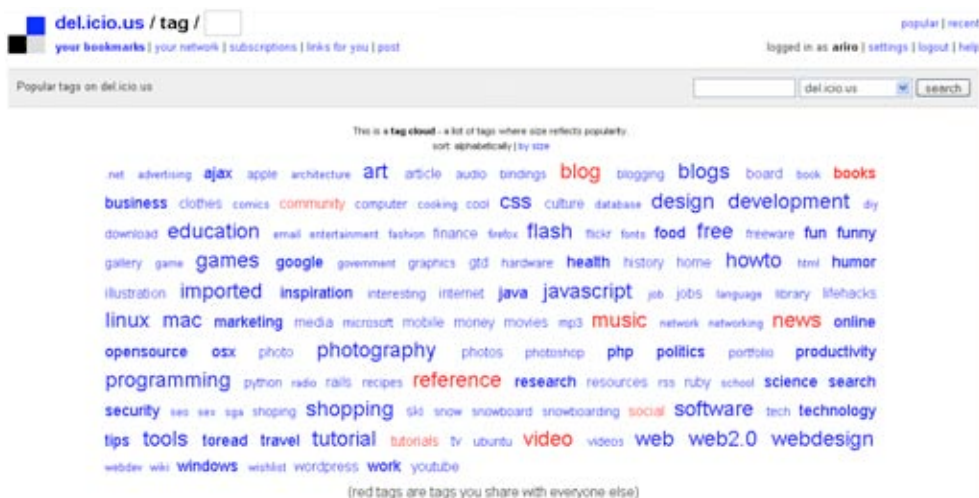 del.icio.us / tag /
popular | recent
your bookmarks | your network | subscriptions | links for you | post
logged in as ariro | settings | logout | help
Popular tags on del.icio.us
del.icio.us search
This is a tag cloud - a list of tags where size reflects popularity.
sort: alphabetically | by size
.net advertising ajax apple architecture art article audio bindings blog blogging blogs board book books
business clothes comics community computer cooking cool css culture database design development diy
download education email entertainment fashion finance firefox flash flickr fonts food free freeware fun funny
gallery game games google government graphics gtd hardware health history home howto html humor
illustration imported inspiration interesting internet java javascript job jobs language library lifehacks
linux mac marketing media microsoft mobile money movies mp3 music network networking news online
opensource osx photo photography photos photoshop php politics portfolio productivity
programming python radio rails recipes reference research resources rss ruby school science search
security seo sex sga shoping shopping ski snow snowboard snowboarding social software tech technology
tips tools toread travel tutorial tutorials tv ubuntu video videos web web2.0 webdesign
webdev wiki windows wishlist wordpress work youtube
(red tags are tags you share with everyone else)